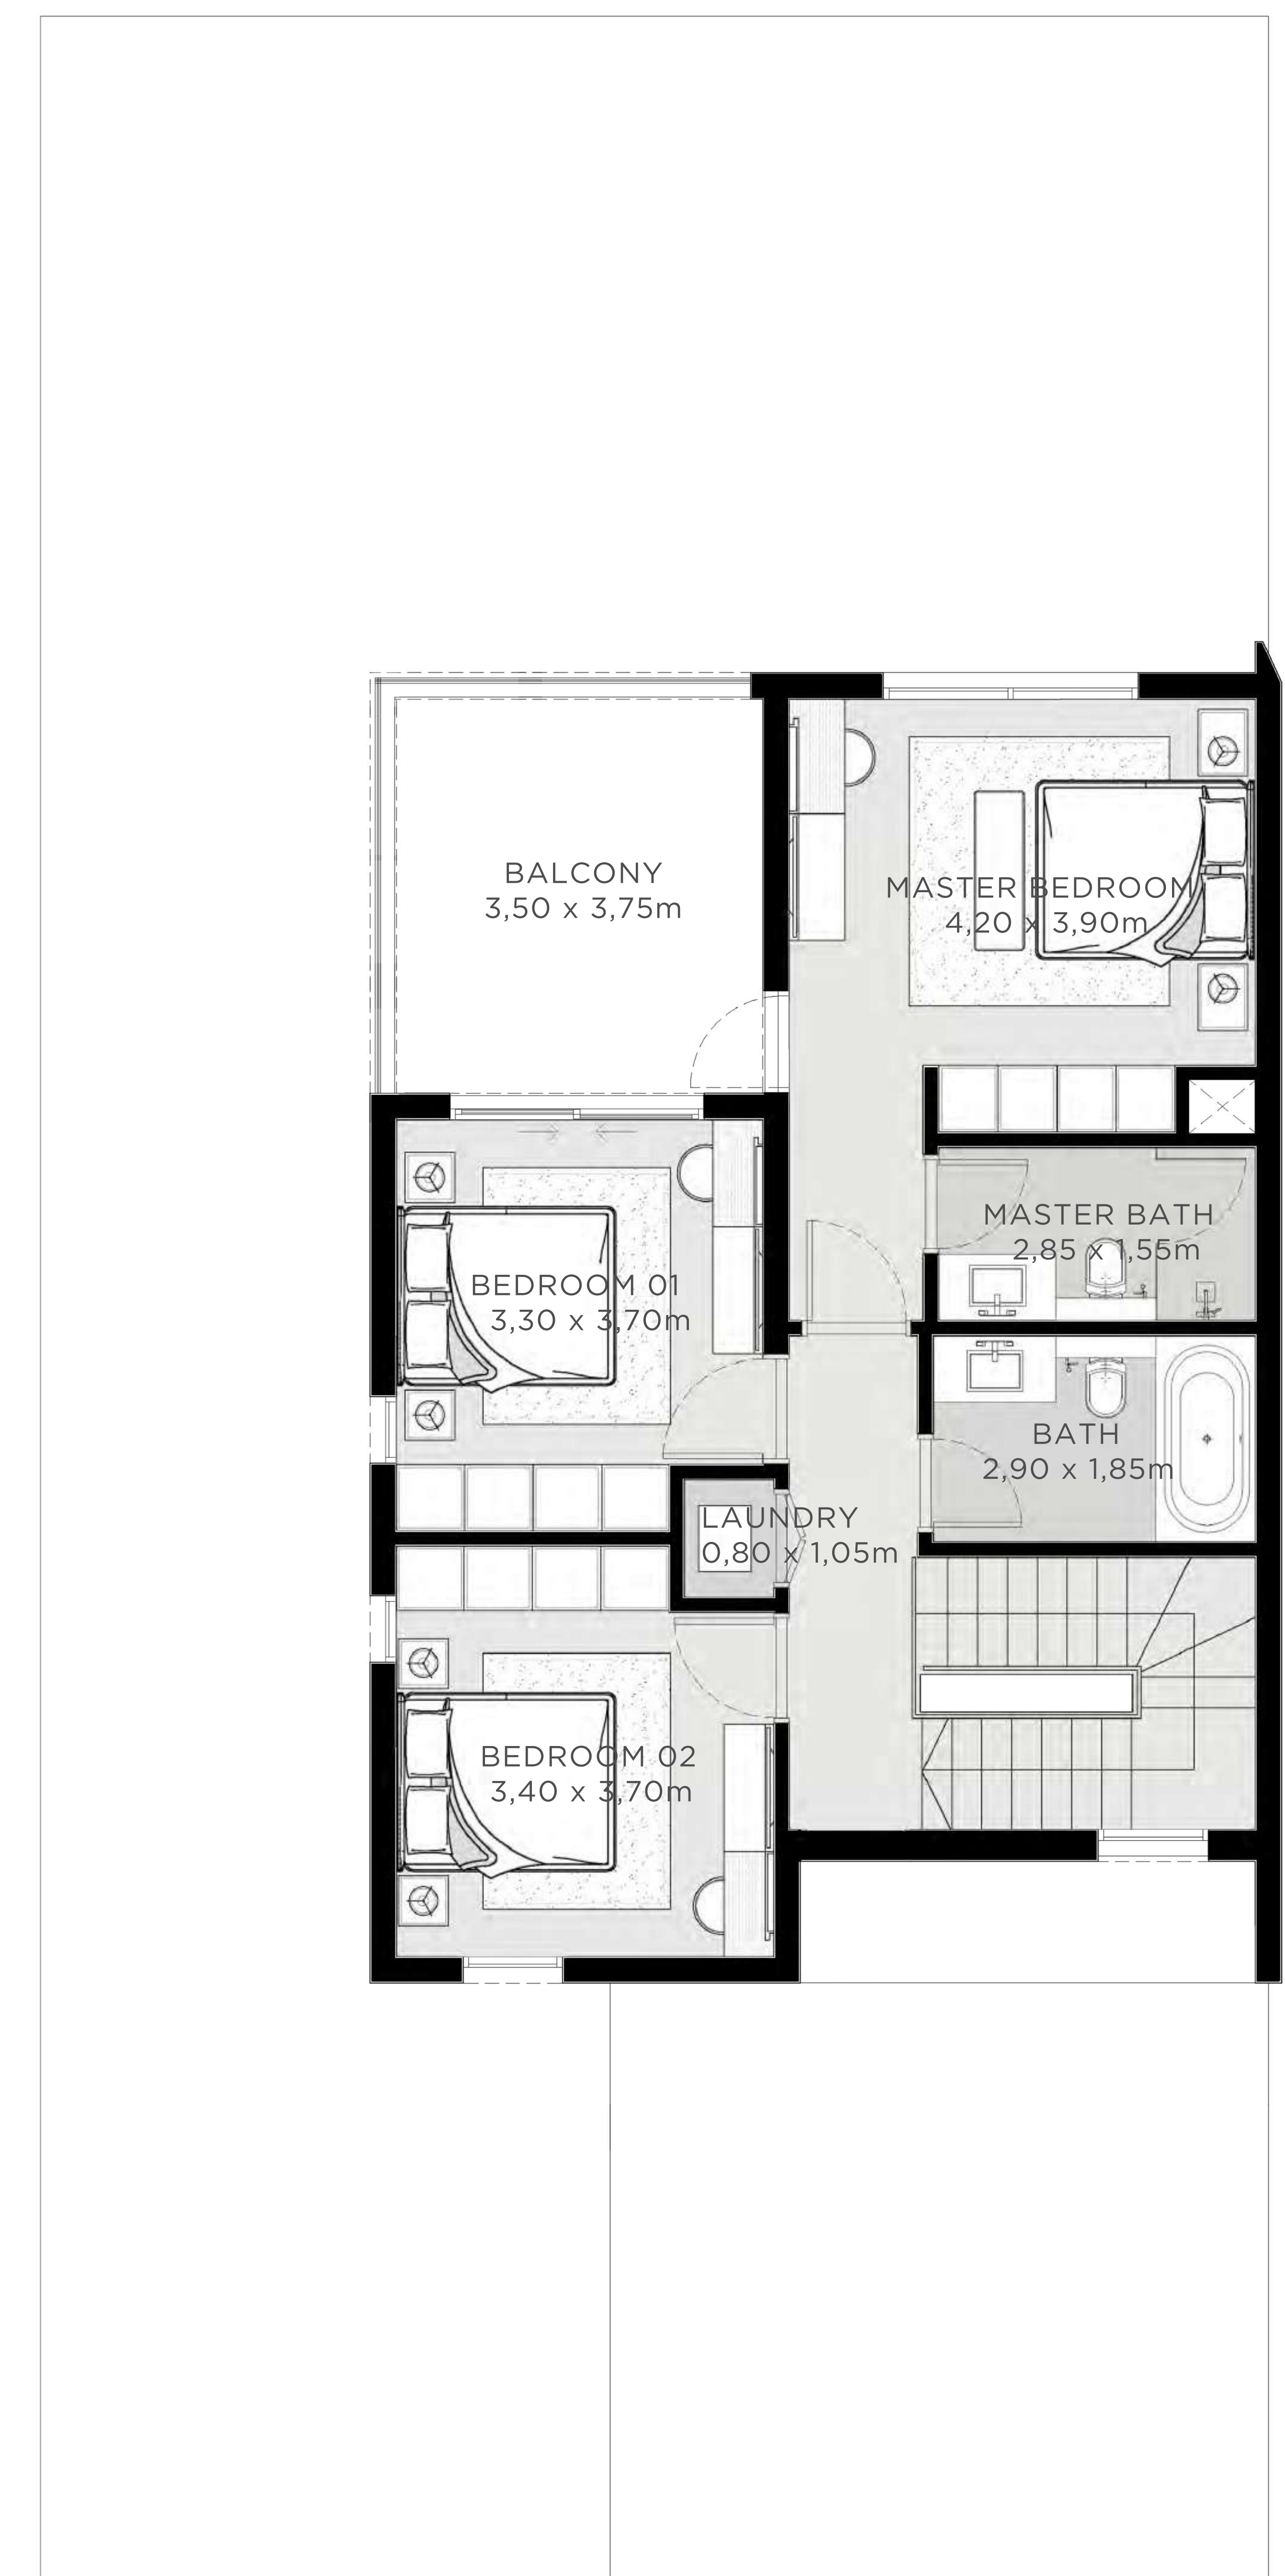 BALCONY
3,50 x 3,75m
MASTER BEDROOM
4,20 x 3,90m
MASTER BATH
2,85 x 1,55m
BEDROOM 01
3,30 x 3,70m
BATH
2,90 x 1,85m
LAUNDRY
0,80 x 1,05m
BEDROOM 02
3,40 x 3,70m